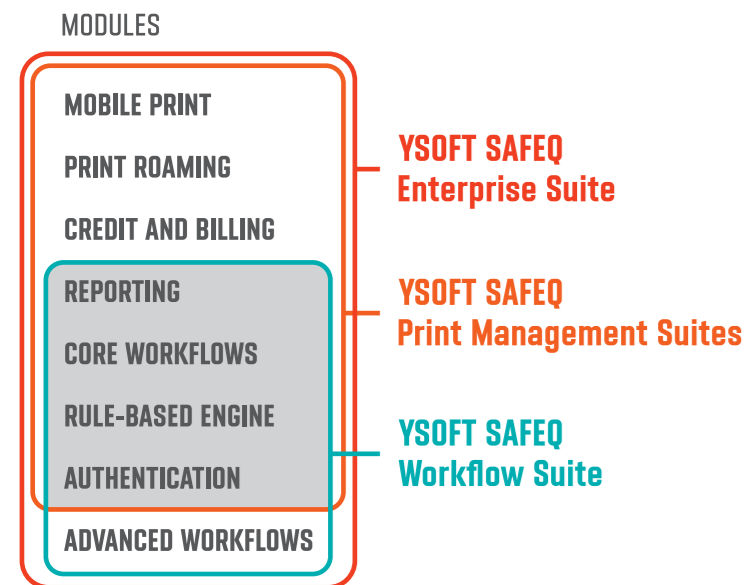 MODULES
MOBILE PRINT
PRINT ROAMING
CREDIT AND BILLING
REPORTING
CORE WORKFLOWS
RULE-BASED ENGINE
AUTHENTICATION
ADVANCED WORKFLOWS
YSOFT SAFEQ
Enterprise Suite
YSOFT SAFEQ
Print Management Suites
YSOFT SAFEQ
Workflow Suite